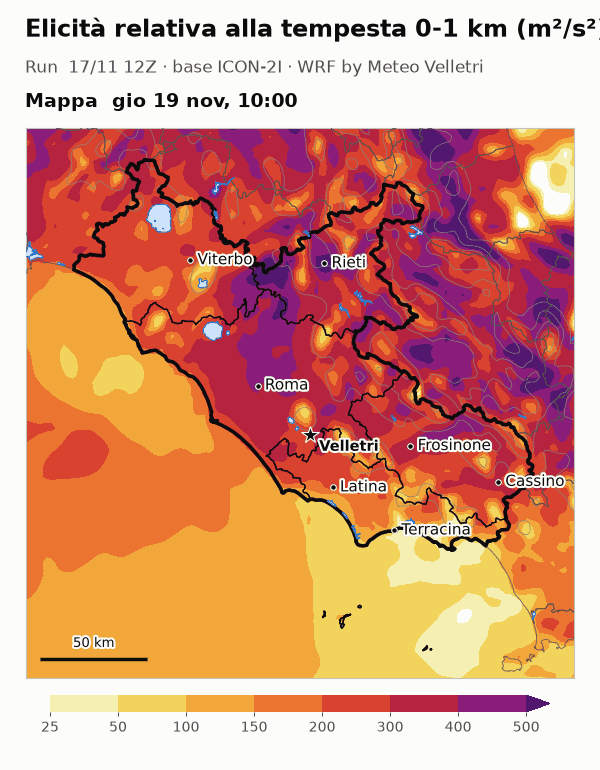 Elicità relativa alla tempesta 0-1 km (m²/s²)
Run  17/11 12Z · base ICON-2I · WRF by Meteo Velletri
Mappa  gio 19 nov, 10:00
Viterbo
Rieti
Roma
Velletri
Frosinone
Cassino
Latina
Terracina
50 km
25 50 100 150 200 300 400 500